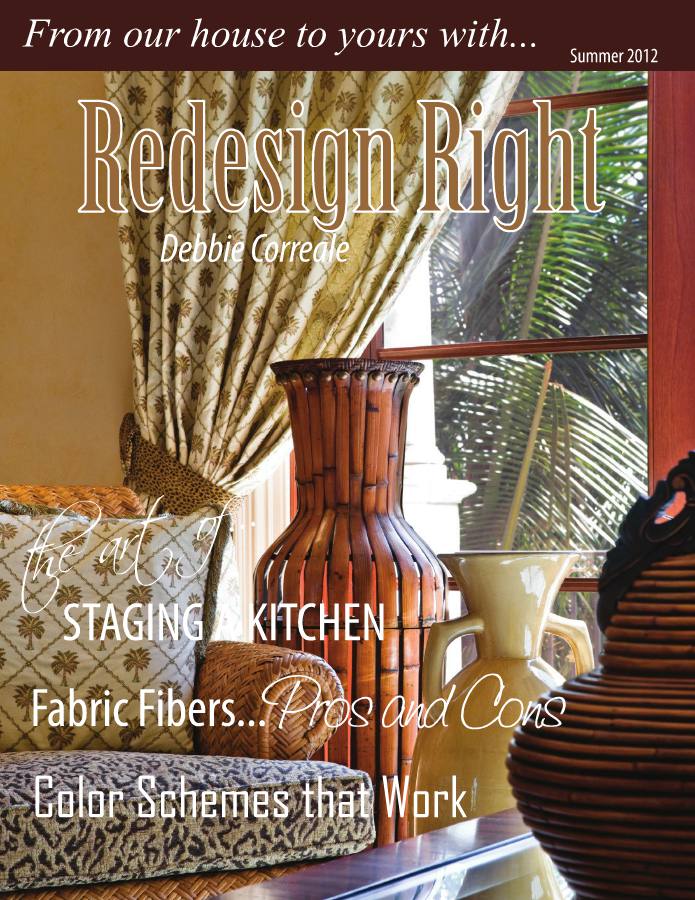 From our house to yours with...
Summer 2012
Redesign Right
Debbie Correale
the art of
STAGING A KITCHEN
Fabric Fibers...Pros and Cons
Color Schemes that Work